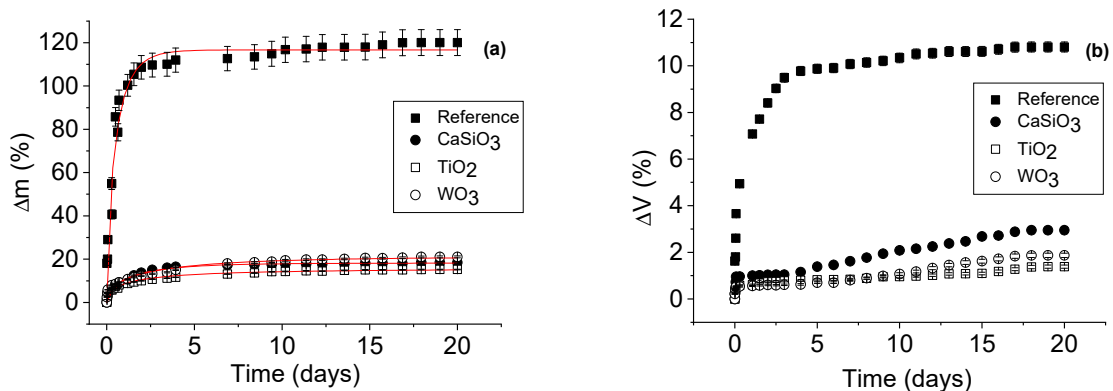 (a)
120
100
80
60
40
20
0
Δm (%)
Reference
CaSiO3
TiO2
WO3
0 5 10 15 20
Time (days)
(b)
12
10
8
6
4
2
0
ΔV (%)
Reference
CaSiO3
TiO2
WO3
0 5 10 15 20
Time (days)